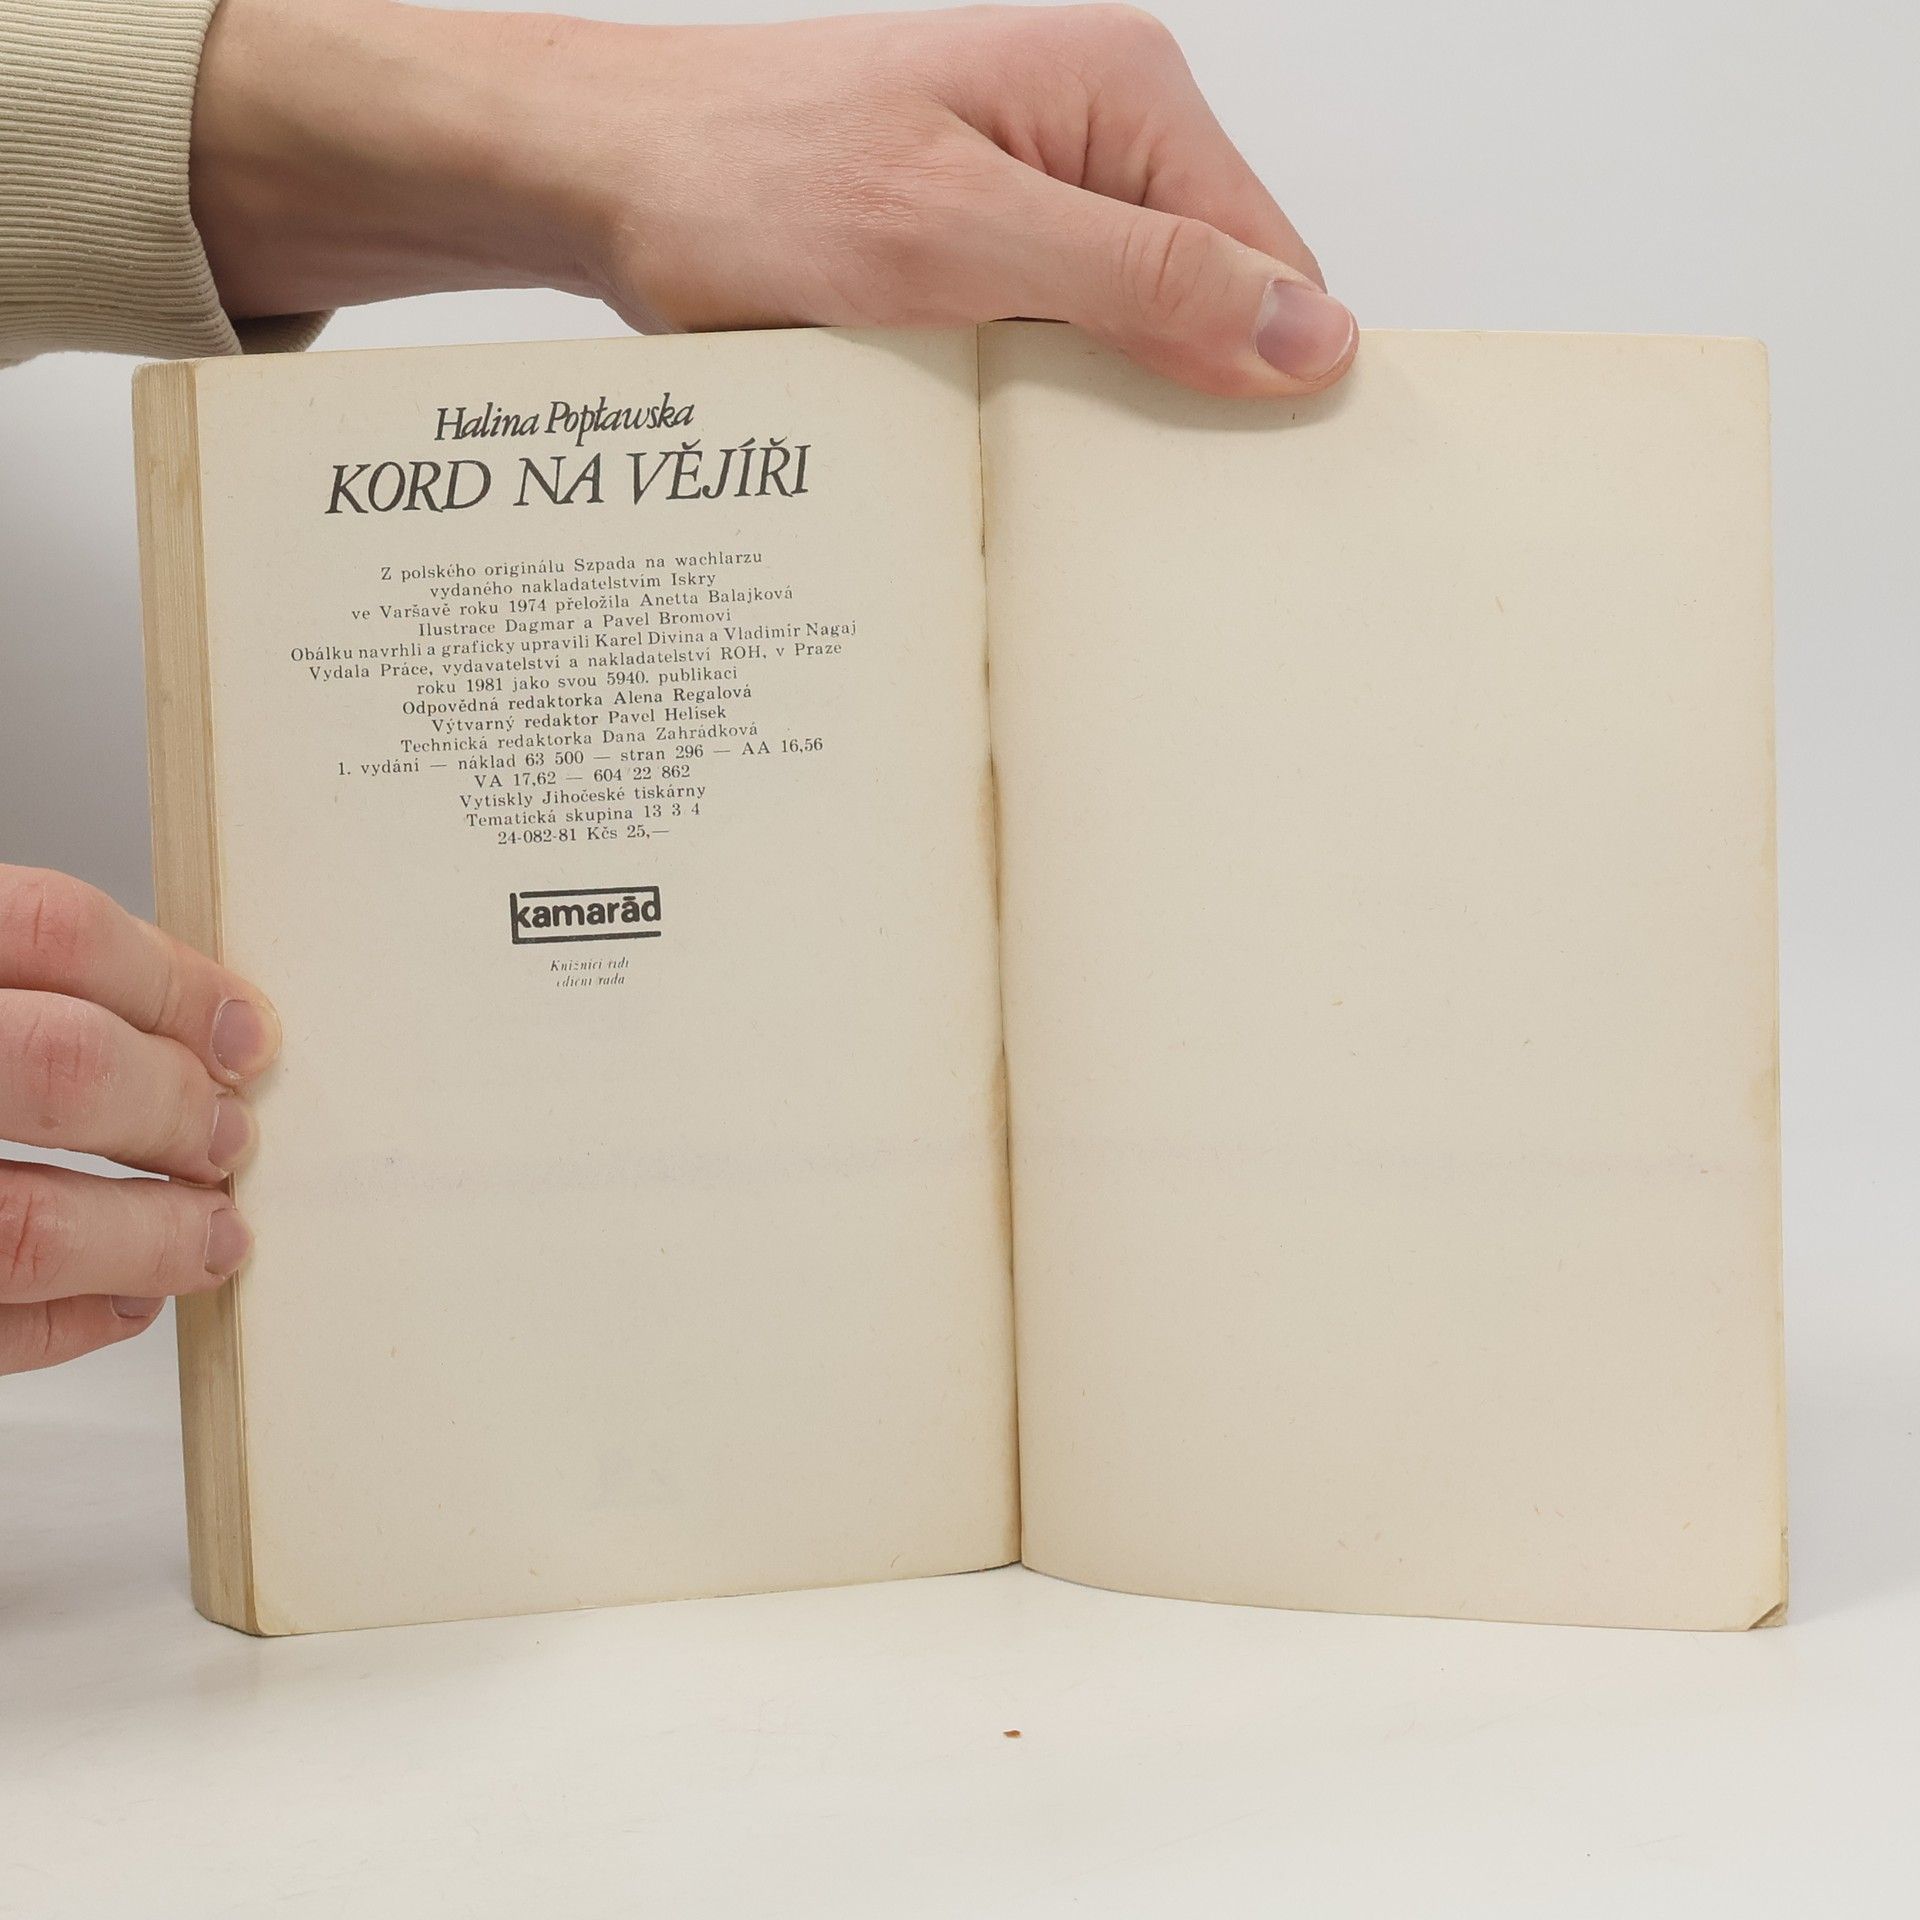 Halina Popławska
KORD NA VĚJÍŘI
Z polského originálu Szpada na wachlarzu
vydaného nakladatelstvím Iskry
ve Varšavě roku 1974 přeložila Anetta Balajková
Ilustrace Dagmar a Pavel Bromovi
Obálku navrhli a graficky upravili Karel Divina a Vladimír Nagaj
Vydala Práce, vydavatelství a nakladatelství ROH, v Praze
roku 1981 jako svou 5940. publikaci
Odpovědná redaktorka Alena Regalová
Výtvarný redaktor Pavel Helísek
Technická redaktorka Dana Zahrádková
1. vydání — náklad 63 500 — stran 296 — AA 16,56
VA 17,62 — 604 22 862
Vytiskly Jihočeské tiskárny
Tematická skupina 13 3 4
24-082-81 Kčs 25,—
kamarád
Knižnici řídí
ediční rada